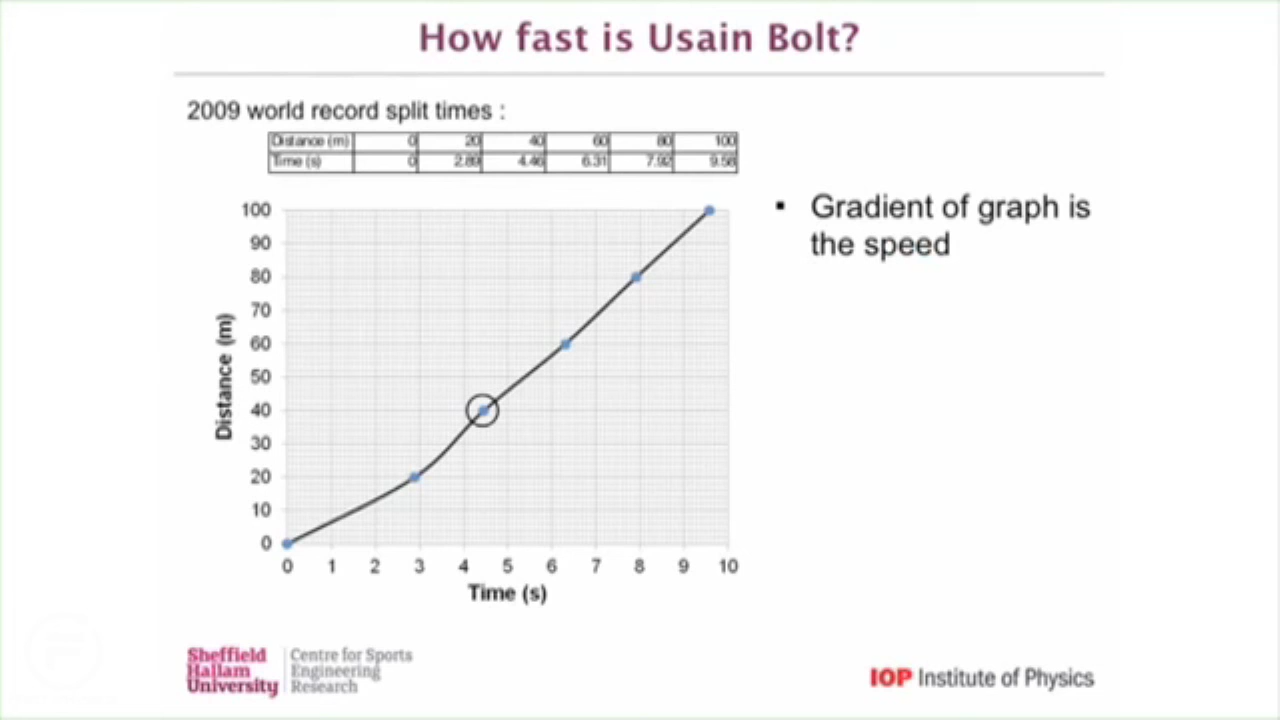 How fast is Usain Bolt?
2009 world record split times :
Distance (m) 0 20 40 60 80 100
Time (s) 0 2.89 4.46 6.31 7.92 9.58
▪ Gradient of graph is
the speed
100
90
80
70
60
50
40
30
20
10
0
Distance (m)
0 1 2 3 4 5 6 7 8 9 10
Time (s)
Sheffield
Hallam
University
Centre for Sports
Engineering
Research
IOP Institute of Physics